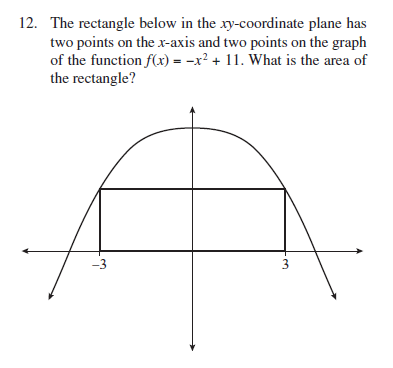 12. The rectangle below in the xy-coordinate plane has
two points on the x-axis and two points on the graph
of the function f(x) = –x² + 11. What is the area of
the rectangle?
–3
3